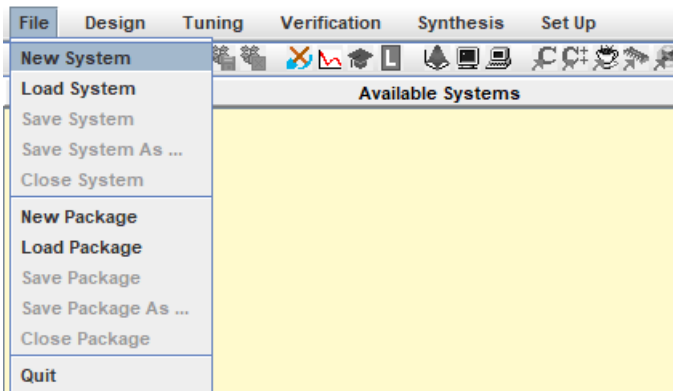 File Design Tuning Verification Synthesis Set Up
New System
L
Available Systems
Load System
Save System
Save System As ...
Close System
New Package
Load Package
Save Package
Save Package As ...
Close Package
Quit